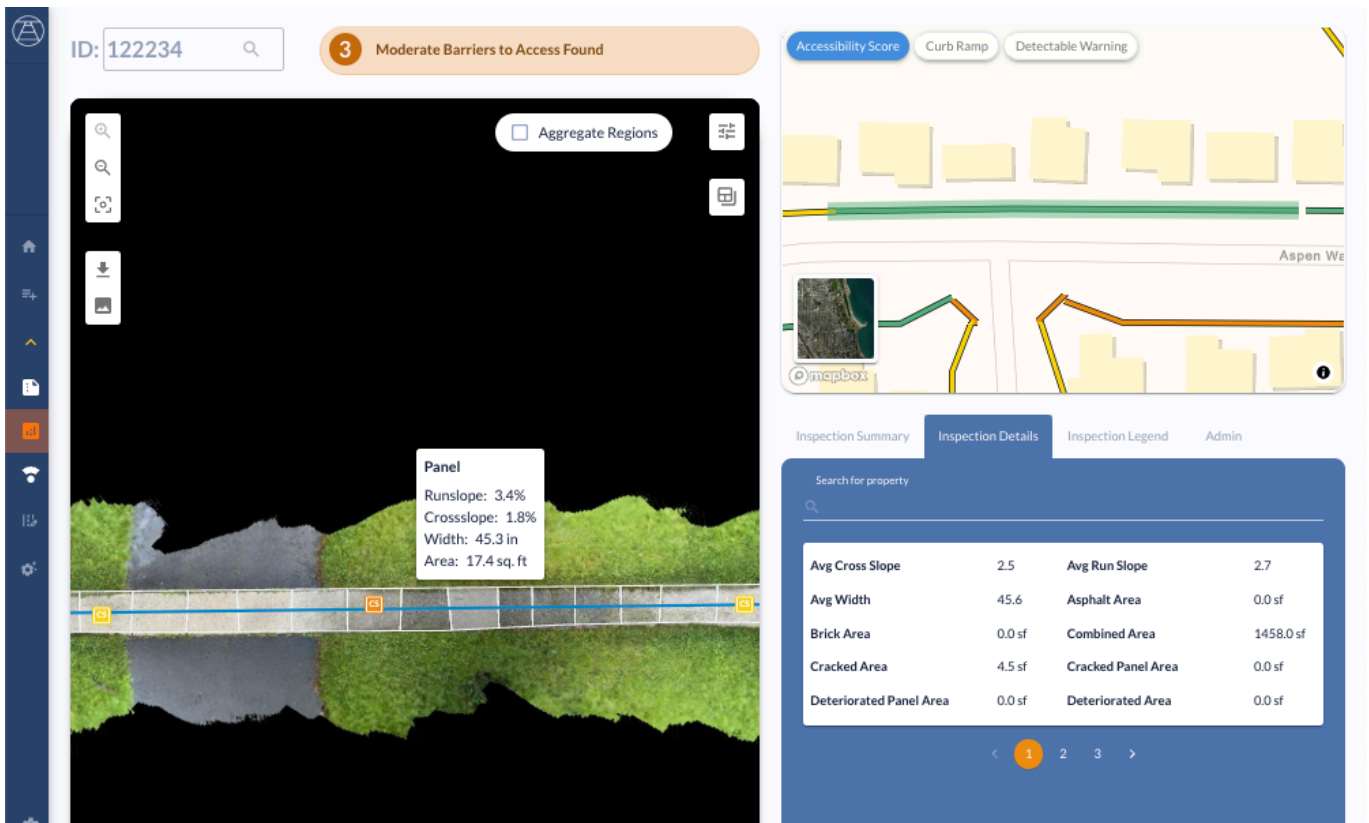 ID: 122234
3 Moderate Barriers to Access Found
Aggregate Regions
Panel
Runslope: 3.4%
Crossslope: 1.8%
Width: 45.3 in
Area: 17.4 sq. ft
CS
CS
CS
Accessibility Score
Curb Ramp
Detectable Warning
Aspen Wa
mapbox
Inspection Summary
Inspection Details
Inspection Legend
Admin
Search for property
Avg Cross Slope 2.5 Avg Run Slope 2.7
Avg Width 45.6 Asphalt Area 0.0 sf
Brick Area 0.0 sf Combined Area 1458.0 sf
Cracked Area 4.5 sf Cracked Panel Area 0.0 sf
Deteriorated Panel Area 0.0 sf Deteriorated Area 0.0 sf
< 1 2 3 >